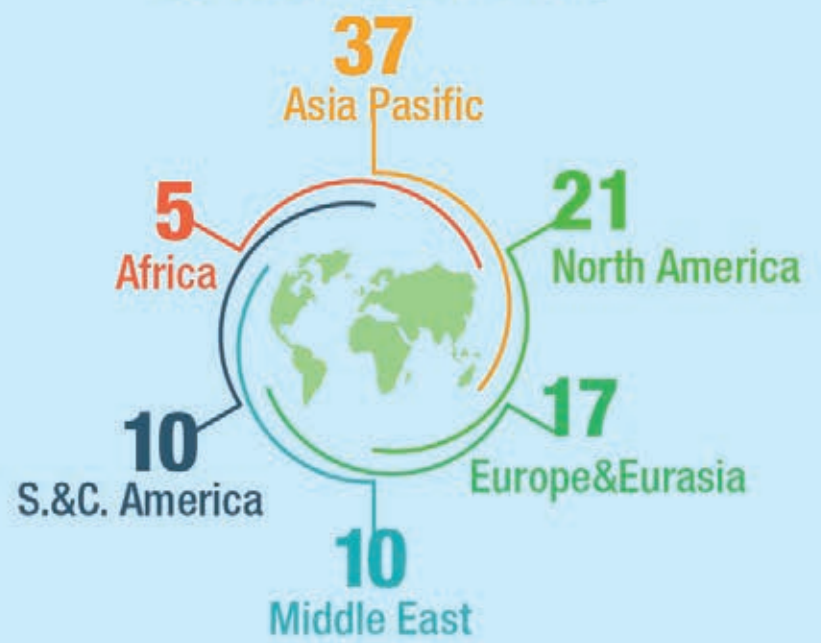 37
Asia Pasific
5
Africa
21
North America
10
S.&C. America
17
Europe&Eurasia
10
Middle East